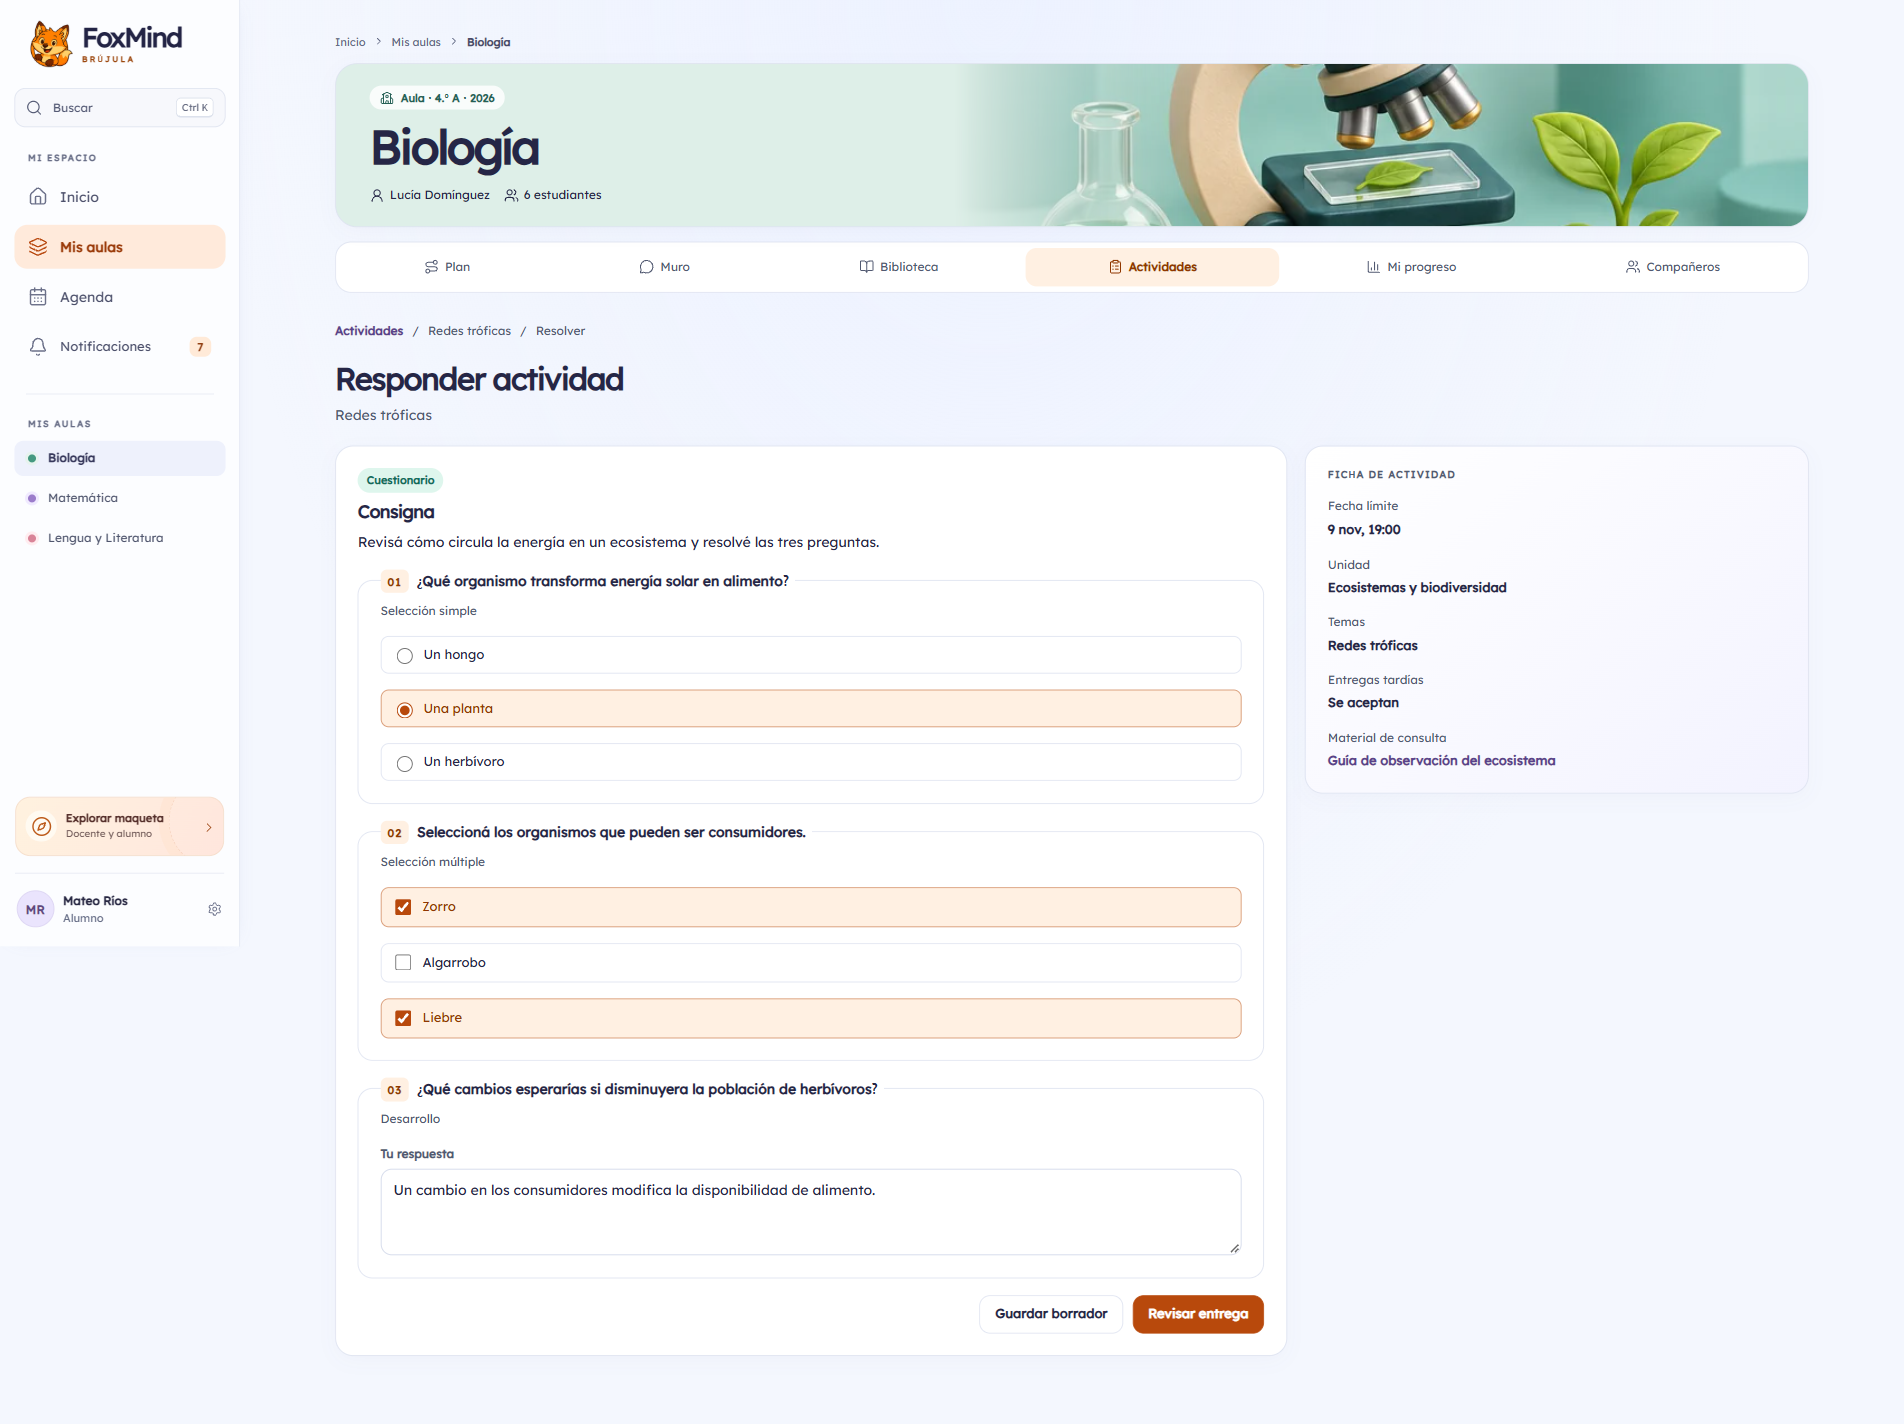 FoxMind
BRÚJULA
Buscar
Ctrl K
MI ESPACIO
Inicio
Mis aulas
Agenda
Notificaciones
7
MIS AULAS
Biología
Matemática
Lengua y Literatura
Explorar maqueta
Docente y alumno
MR
Mateo Ríos
Alumno
Inicio > Mis aulas > Biología
Aula · 4.º A · 2026
Biología
Lucía Domínguez 6 estudiantes
Plan
Muro
Biblioteca
Actividades
Mi progreso
Compañeros
Actividades / Redes tróficas / Resolver
Responder actividad
Redes tróficas
Cuestionario
Consigna
Revisá cómo circula la energía en un ecosistema y resolvé las tres preguntas.
01 ¿Qué organismo transforma energía solar en alimento?
Selección simple
Un hongo
Una planta
Un herbívoro
02 Seleccioná los organismos que pueden ser consumidores.
Selección múltiple
Zorro
Algarrobo
Liebre
03 ¿Qué cambios esperarías si disminuyera la población de herbívoros?
Desarrollo
Tu respuesta
Un cambio en los consumidores modifica la disponibilidad de alimento.
Guardar borrador
Revisar entrega
FICHA DE ACTIVIDAD
Fecha límite
9 nov, 19:00
Unidad
Ecosistemas y biodiversidad
Temas
Redes tróficas
Entregas tardías
Se aceptan
Material de consulta
Guía de observación del ecosistema